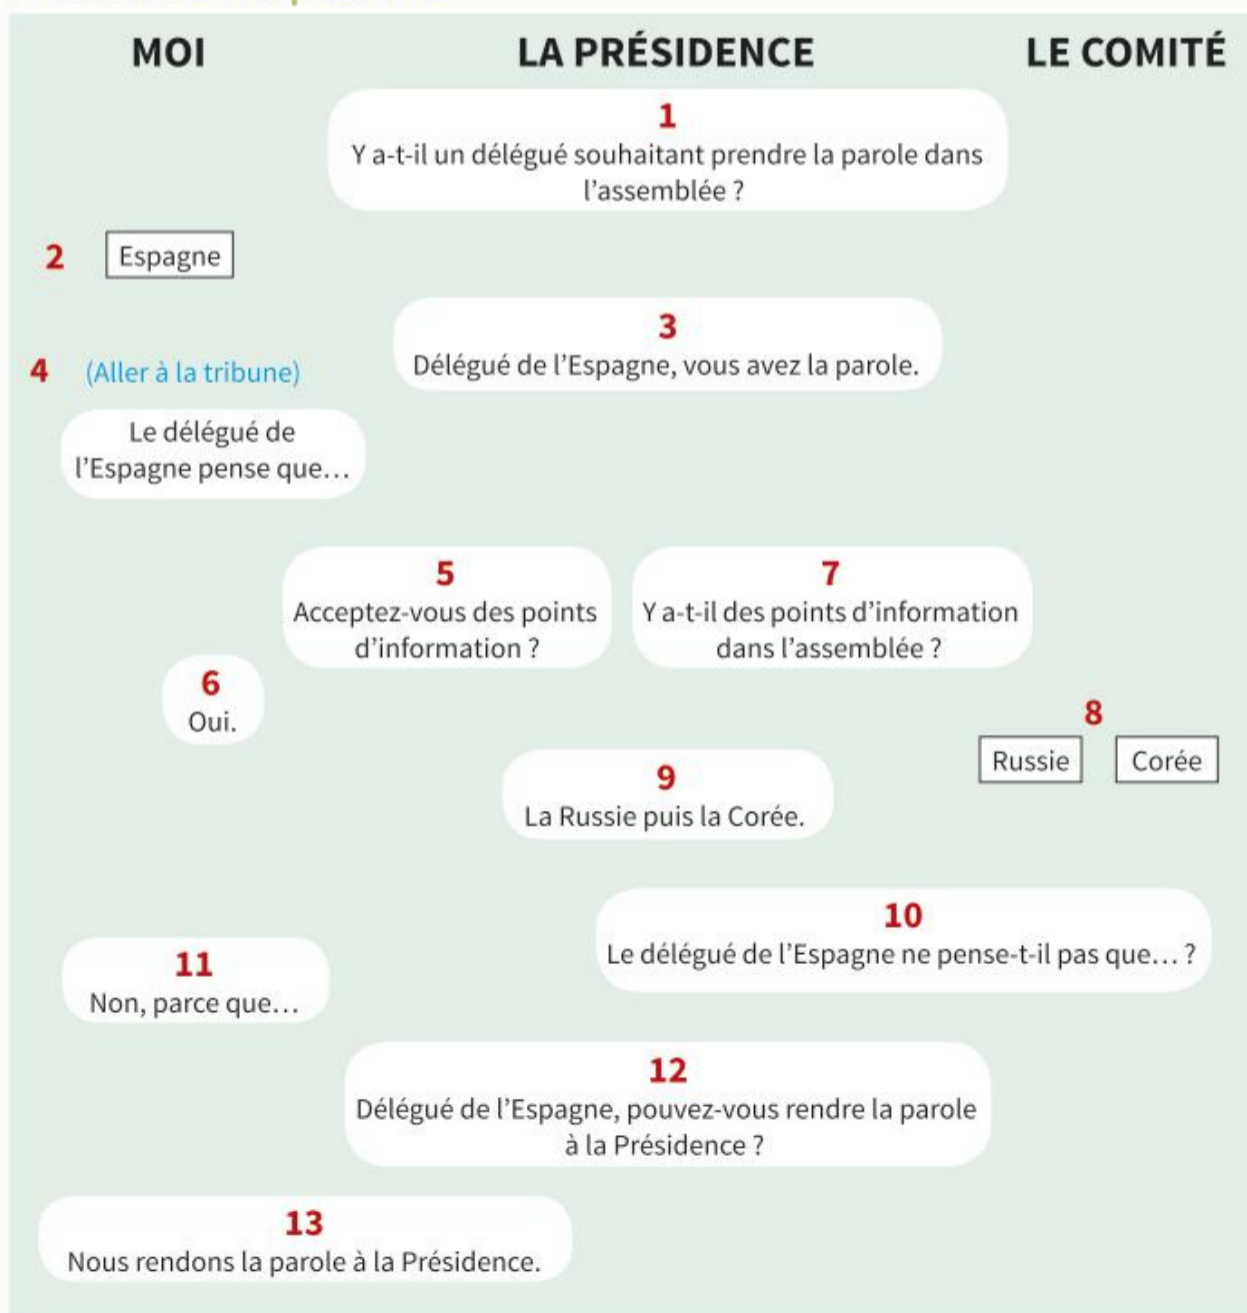 MOI
LA PRÉSIDENCE
LE COMITÉ
1
Y a-t-il un délégué souhaitant prendre la parole dans
l'assemblée ?
2
Espagne
3
Délégué de l'Espagne, vous avez la parole.
4
(Aller à la tribune)
Le délégué de
l'Espagne pense que…
5
Acceptez-vous des points
d'information ?
6
Oui.
7
Y a-t-il des points d'information
dans l'assemblée ?
8
Russie
Corée
9
La Russie puis la Corée.
10
Le délégué de l'Espagne ne pense-t-il pas que… ?
11
Non, parce que…
12
Délégué de l'Espagne, pouvez-vous rendre la parole
à la Présidence ?
13
Nous rendons la parole à la Présidence.